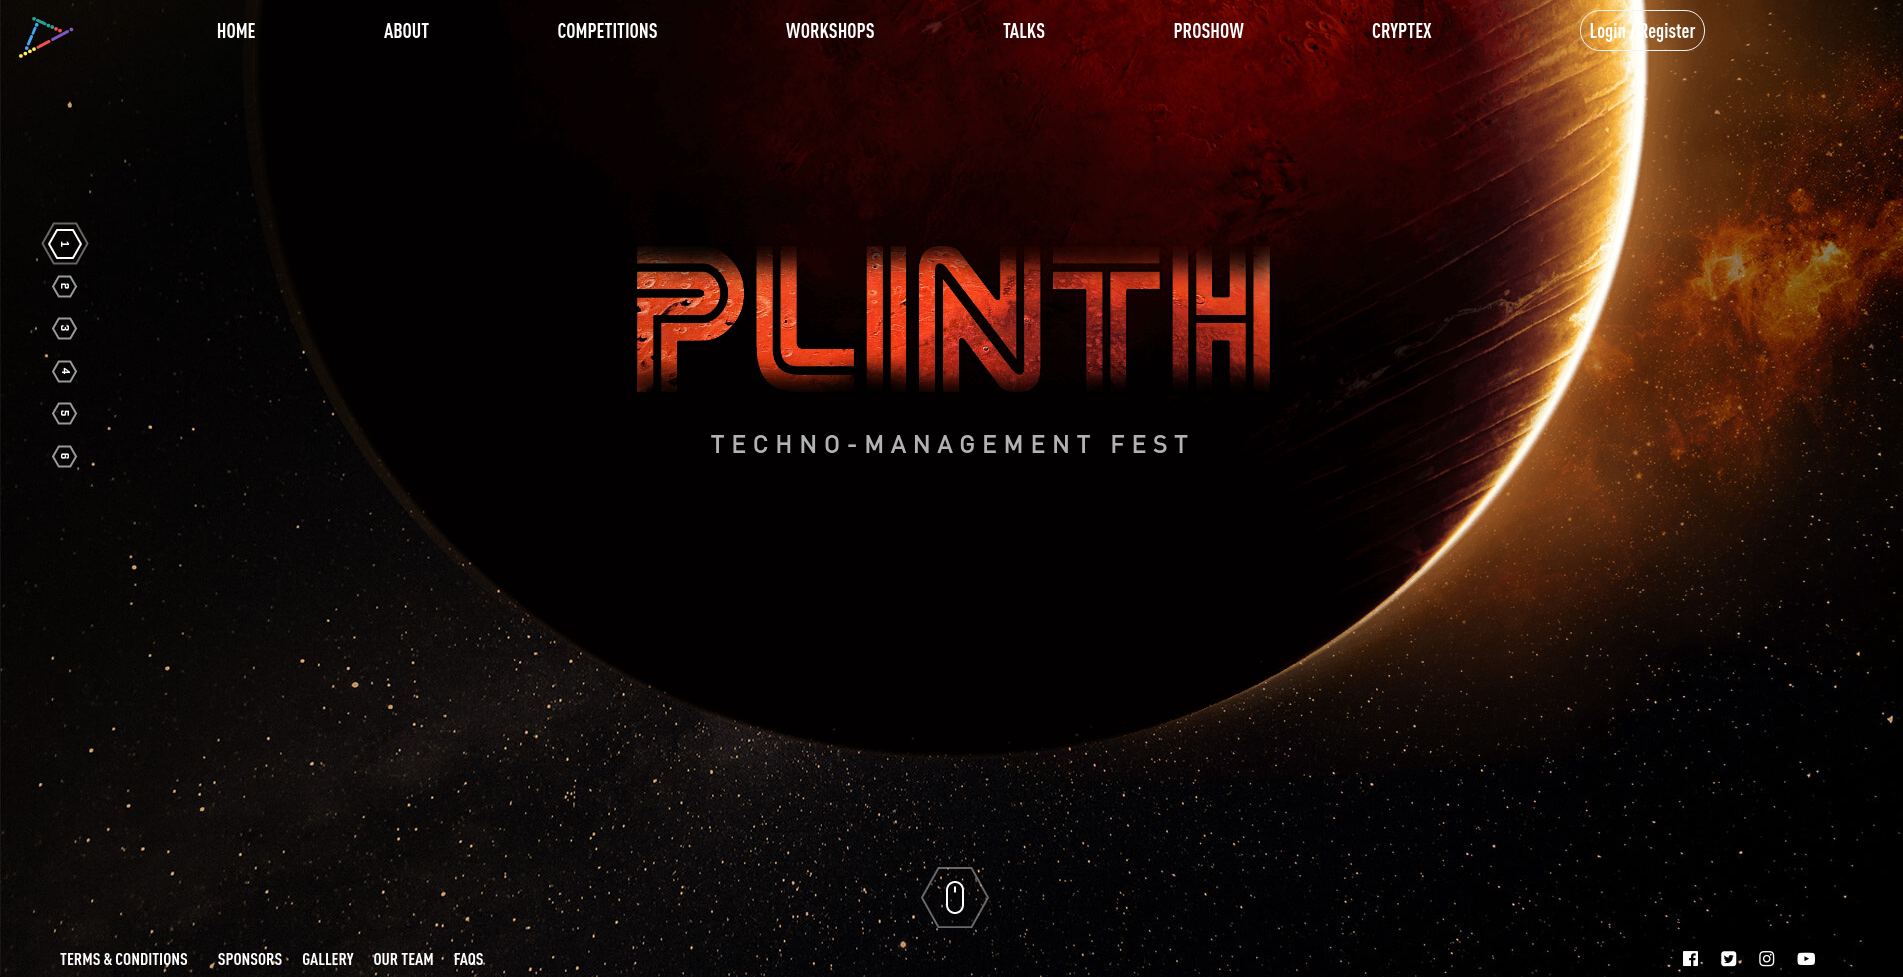 HOME ABOUT COMPETITIONS WORKSHOPS TALKS PROSHOW CRYPTEX Login / Register
1
2
3
4
5
6
PLINTH
TECHNO-MANAGEMENT FEST
TERMS & CONDITIONS SPONSORS GALLERY OUR TEAM FAQS